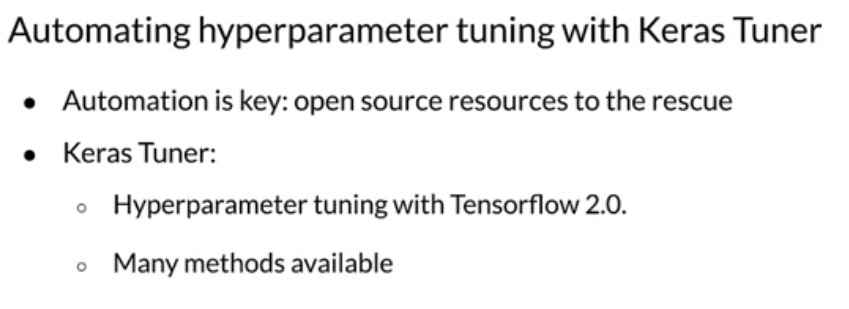 Automating hyperparameter tuning with Keras Tuner
● Automation is key: open source resources to the rescue
● Keras Tuner:
○ Hyperparameter tuning with Tensorflow 2.0.
○ Many methods available